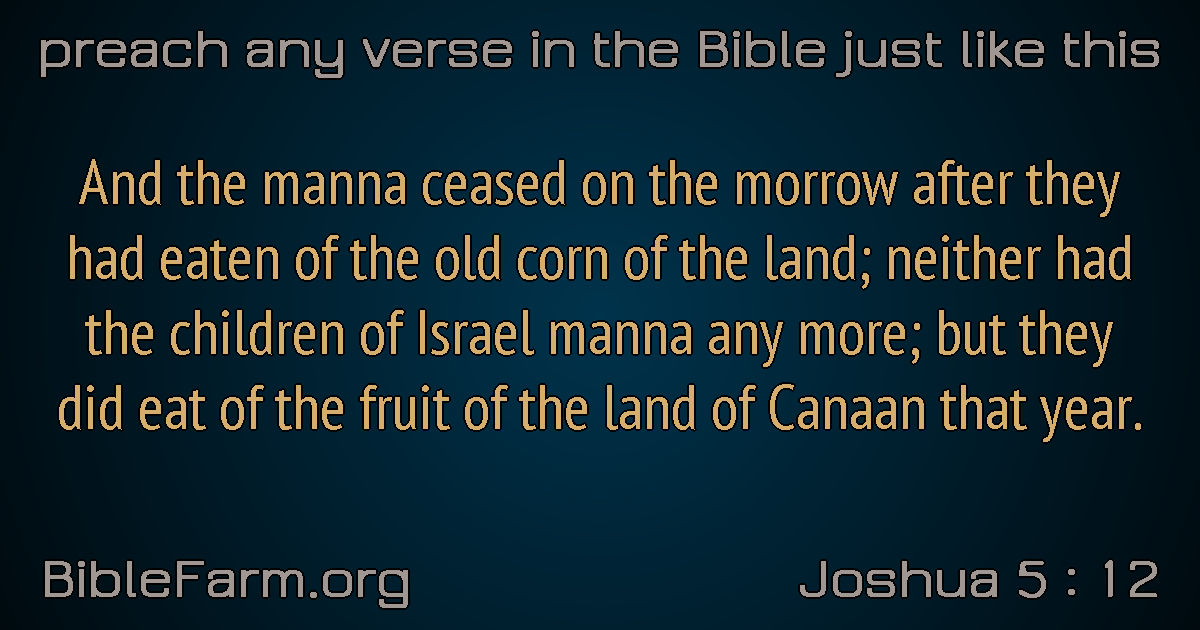 preach any verse in the Bible just like this
And the manna ceased on the morrow after they
had eaten of the old corn of the land; neither had
the children of Israel manna any more; but they
did eat of the fruit of the land of Canaan that year.
BibleFarm.org
Joshua 5 : 12